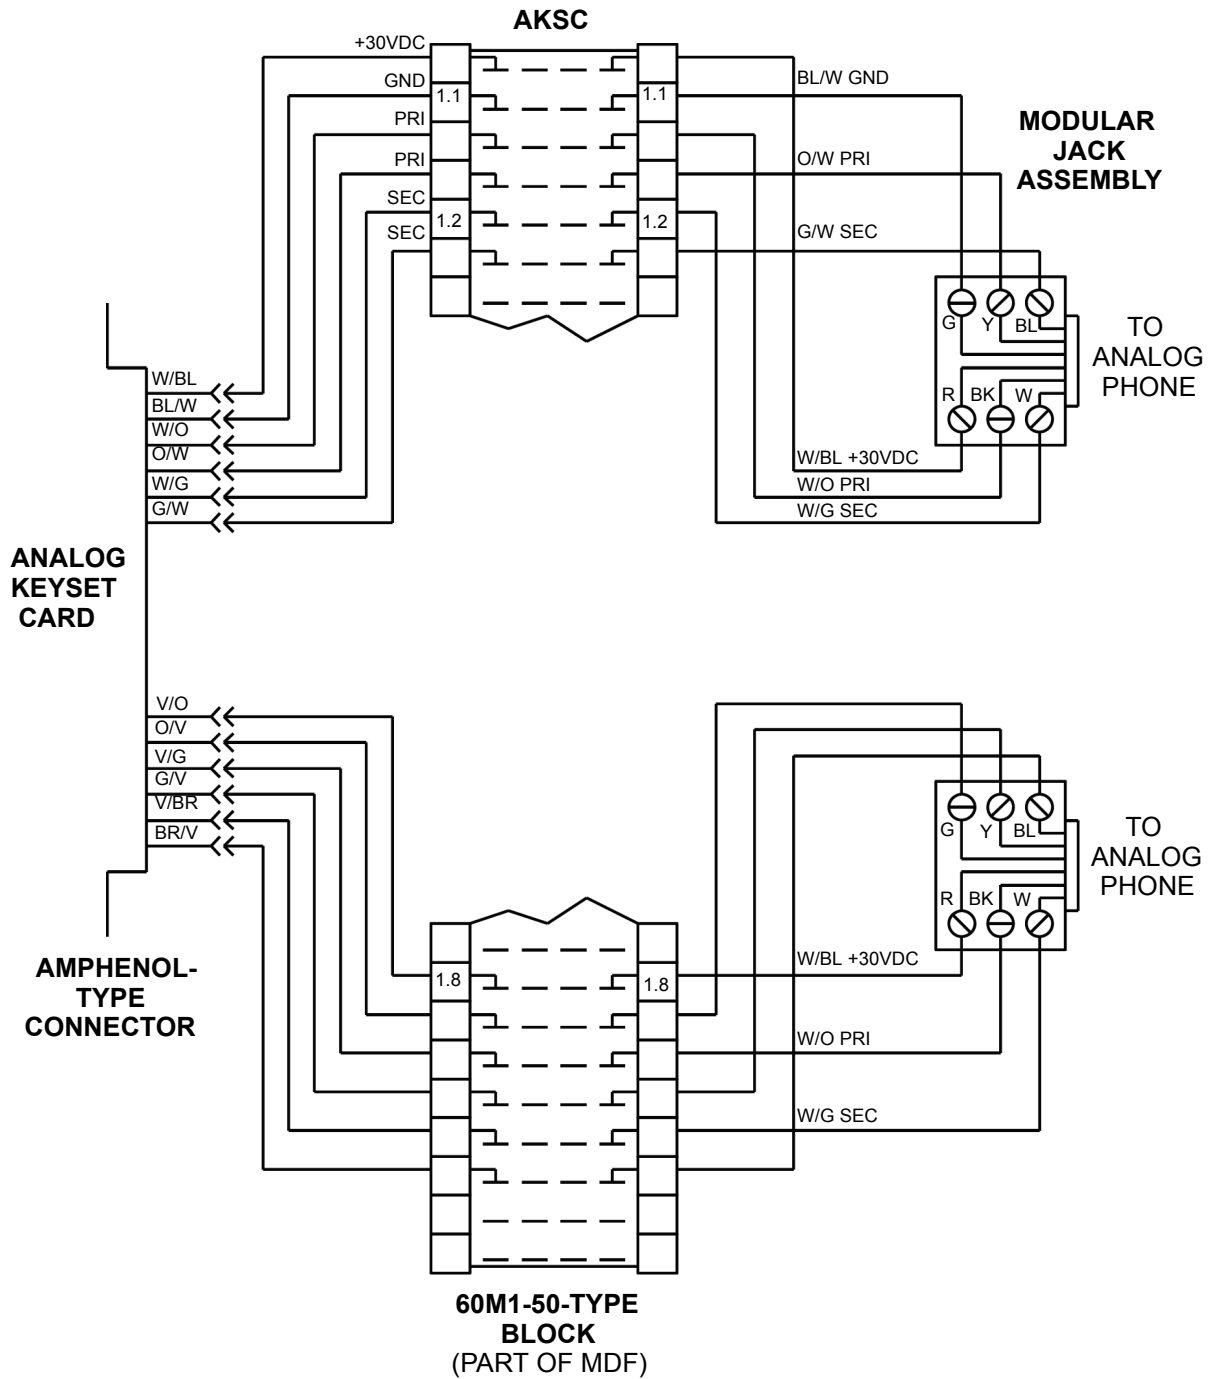 AKSC
+30VDC
GND
1.1
PRI
PRI
SEC
1.2
SEC
1.1
1.2
BL/W GND
O/W PRI
G/W SEC
MODULAR
JACK
ASSEMBLY
G Y BL
R BK W
TO
ANALOG
PHONE
W/BL +30VDC
W/O PRI
W/G SEC
W/BL
BL/W
W/O
O/W
W/G
G/W
ANALOG
KEYSET
CARD
V/O
O/V
V/G
G/V
V/BR
BR/V
AMPHENOL-
TYPE
CONNECTOR
1.8
1.8
G Y BL
R BK W
TO
ANALOG
PHONE
W/BL +30VDC
W/O PRI
W/G SEC
60M1-50-TYPE
BLOCK
(PART OF MDF)